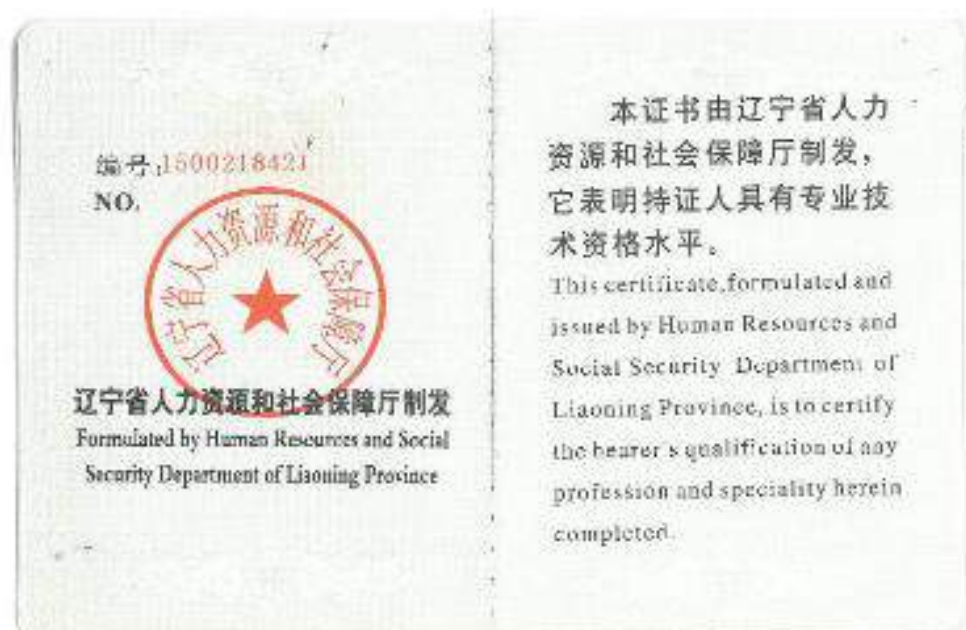 编号:1500218421
NO.
辽宁省人力资源和社会保障厅
辽宁省人力资源和社会保障厅制发
Formulated by Human Resources and Social
Security Department of Liaoning Province
本证书由辽宁省人力
资源和社会保障厅制发，
它表明持证人具有专业技
术资格水平。
This certificate,formulated and
issued by Human Resources and
Social Security Department of
Liaoning Province, is to certify
the bearer's qualification of any
profession and speciality herein
completed.